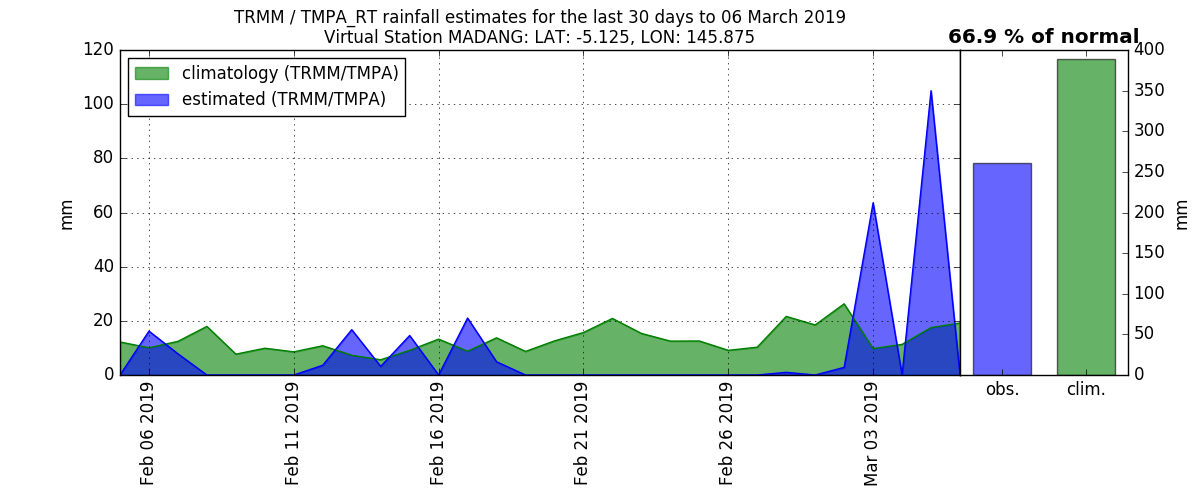 TRMM / TMPA_RT rainfall estimates for the last 30 days to 06 March 2019
Virtual Station MADANG: LAT: -5.125, LON: 145.875
66.9 % of normal
climatology (TRMM/TMPA)
estimated (TRMM/TMPA)
mm
120
100
80
60
40
20
0
Feb 06 2019
Feb 11 2019
Feb 16 2019
Feb 21 2019
Feb 26 2019
Mar 03 2019
obs.
clim.
400
350
300
250
200
150
100
50
0
mm